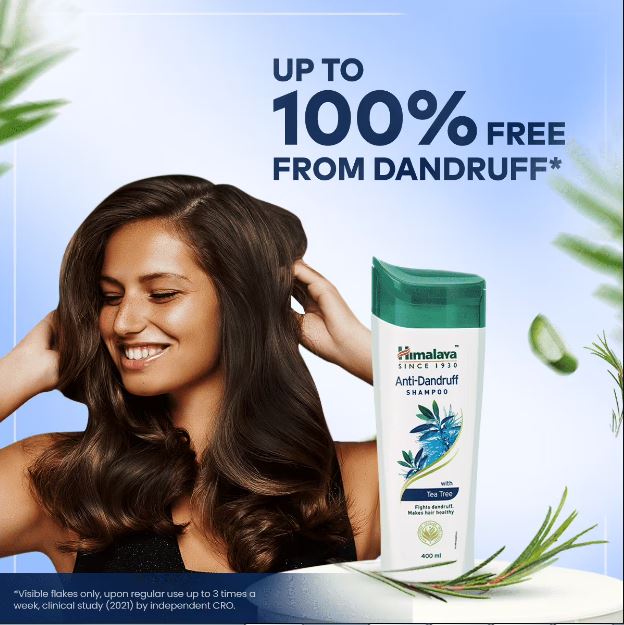 UP TO
100% FREE
FROM DANDRUFF*
Himalaya
SINCE 1930
Anti-Dandruff
SHAMPOO
with
Tea Tree
Fights dandruff.
Makes hair healthy
400 ml
*Visible flakes only, upon regular use up to 3 times a
week, clinical study (2021) by independent CRO.